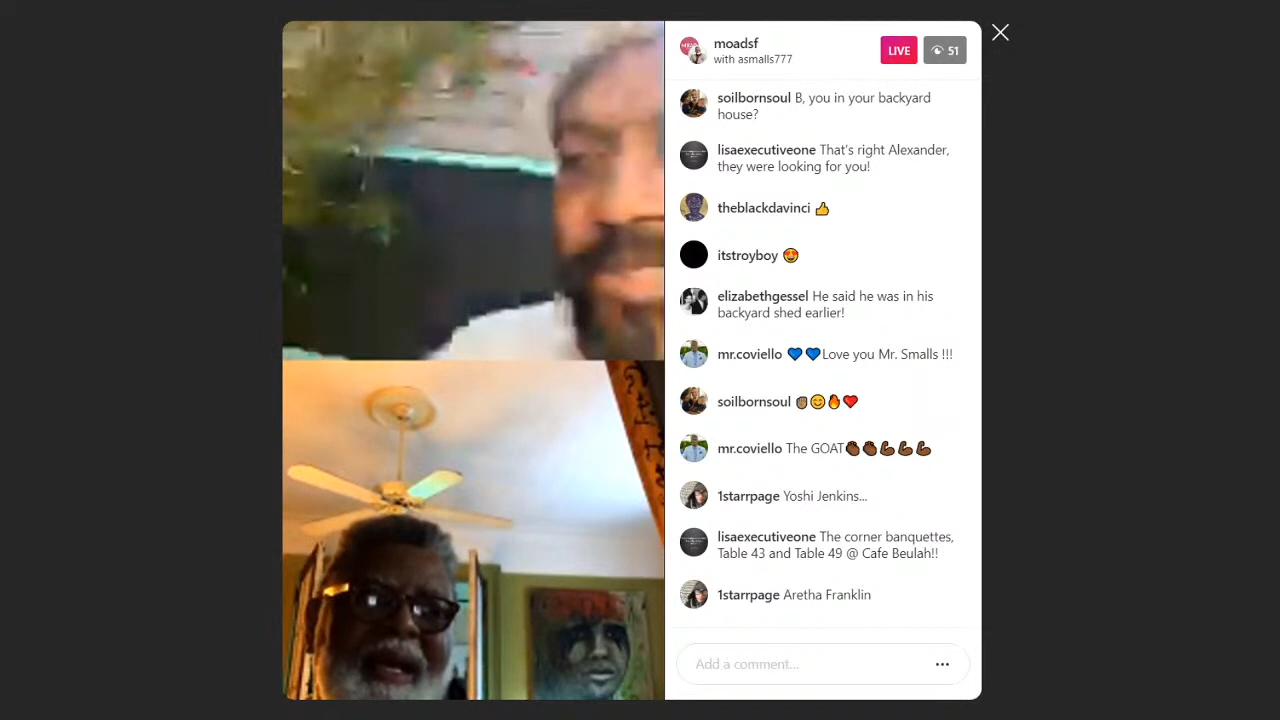 moadsf
with asmalls777
LIVE
51
soilbornsoul B, you in your backyard
house?
lisaexecutiveone That's right Alexander,
they were looking for you!
theblackdavinci 👍
itstroyboy 😍
elizabethgessel He said he was in his
backyard shed earlier!
mr.coviello 💙💙Love you Mr. Smalls !!!
soilbornsoul ✊🏽😊🔥❤️
mr.coviello The GOAT👏🏾👏🏾💪🏾💪🏾💪🏾
1starrpage Yoshi Jenkins...
lisaexecutiveone The corner banquettes,
Table 43 and Table 49 @ Cafe Beulah!!
1starrpage Aretha Franklin
Add a comment...